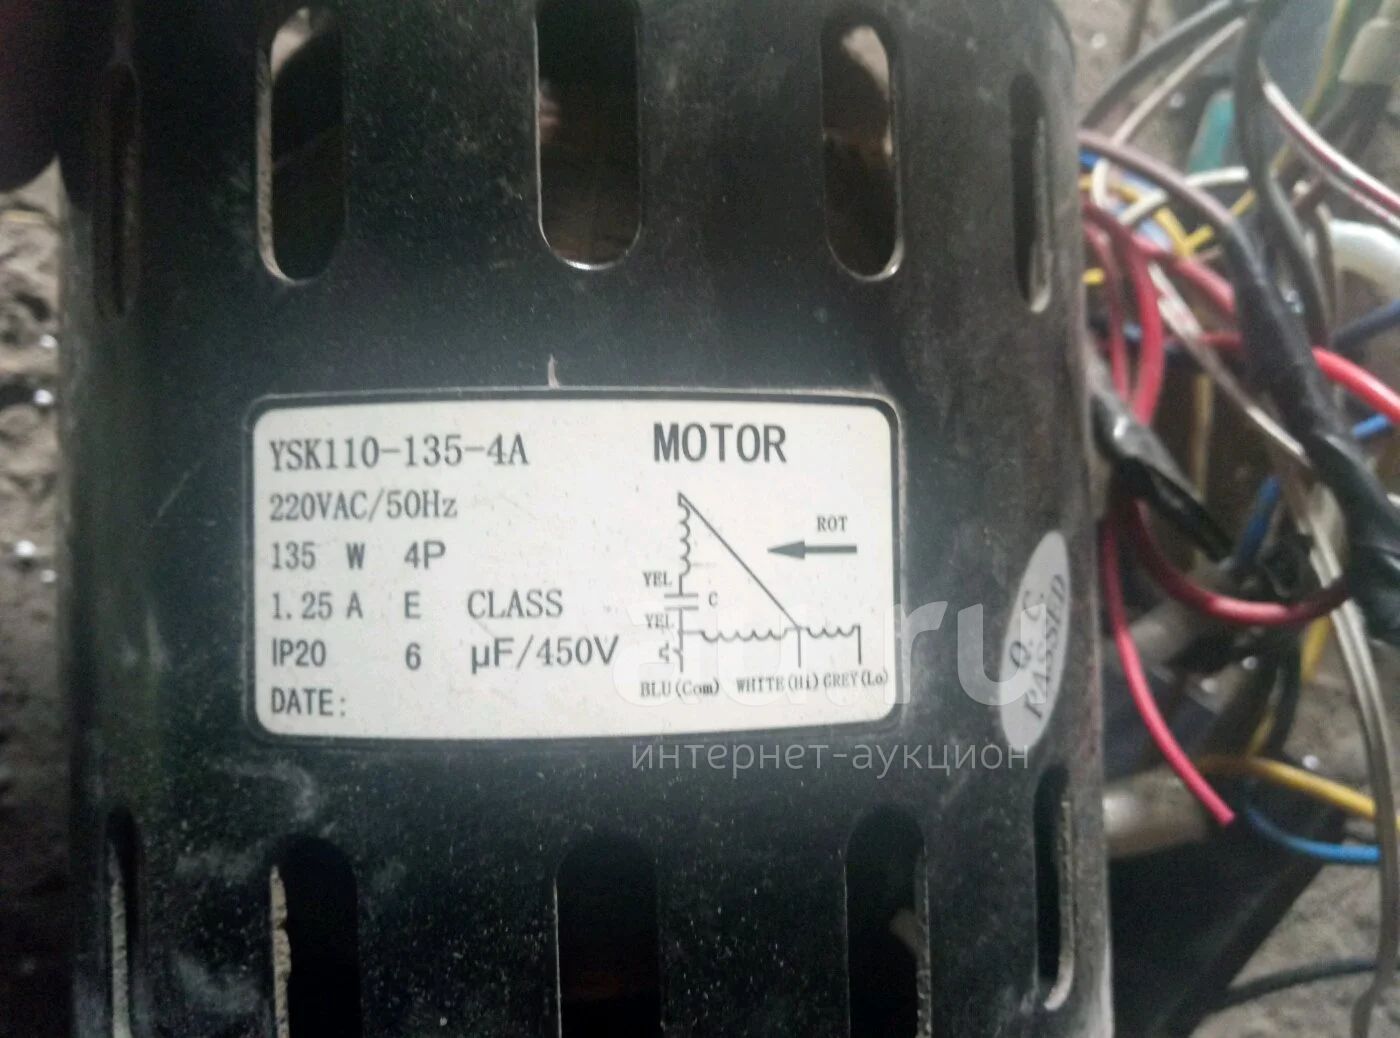 YSK110-135-4A
MOTOR
220VAC/50Hz
135 W 4P
1.25 A E CLASS
IP20 6 µF/450V
DATE:
ROT
YEL
C
YEL
BLU(Com) WHITE(Hi) GREY(Lo)
Q.C.
PASSED
au.ru
интернет-аукцион